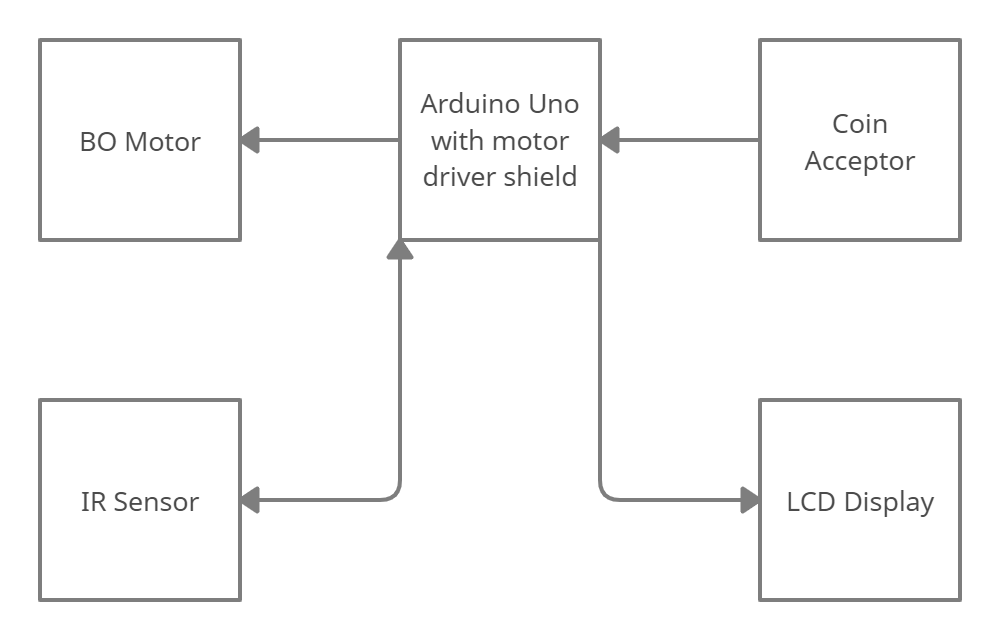 BO Motor
Arduino Uno
with motor
driver shield
Coin
Acceptor
IR Sensor
LCD Display